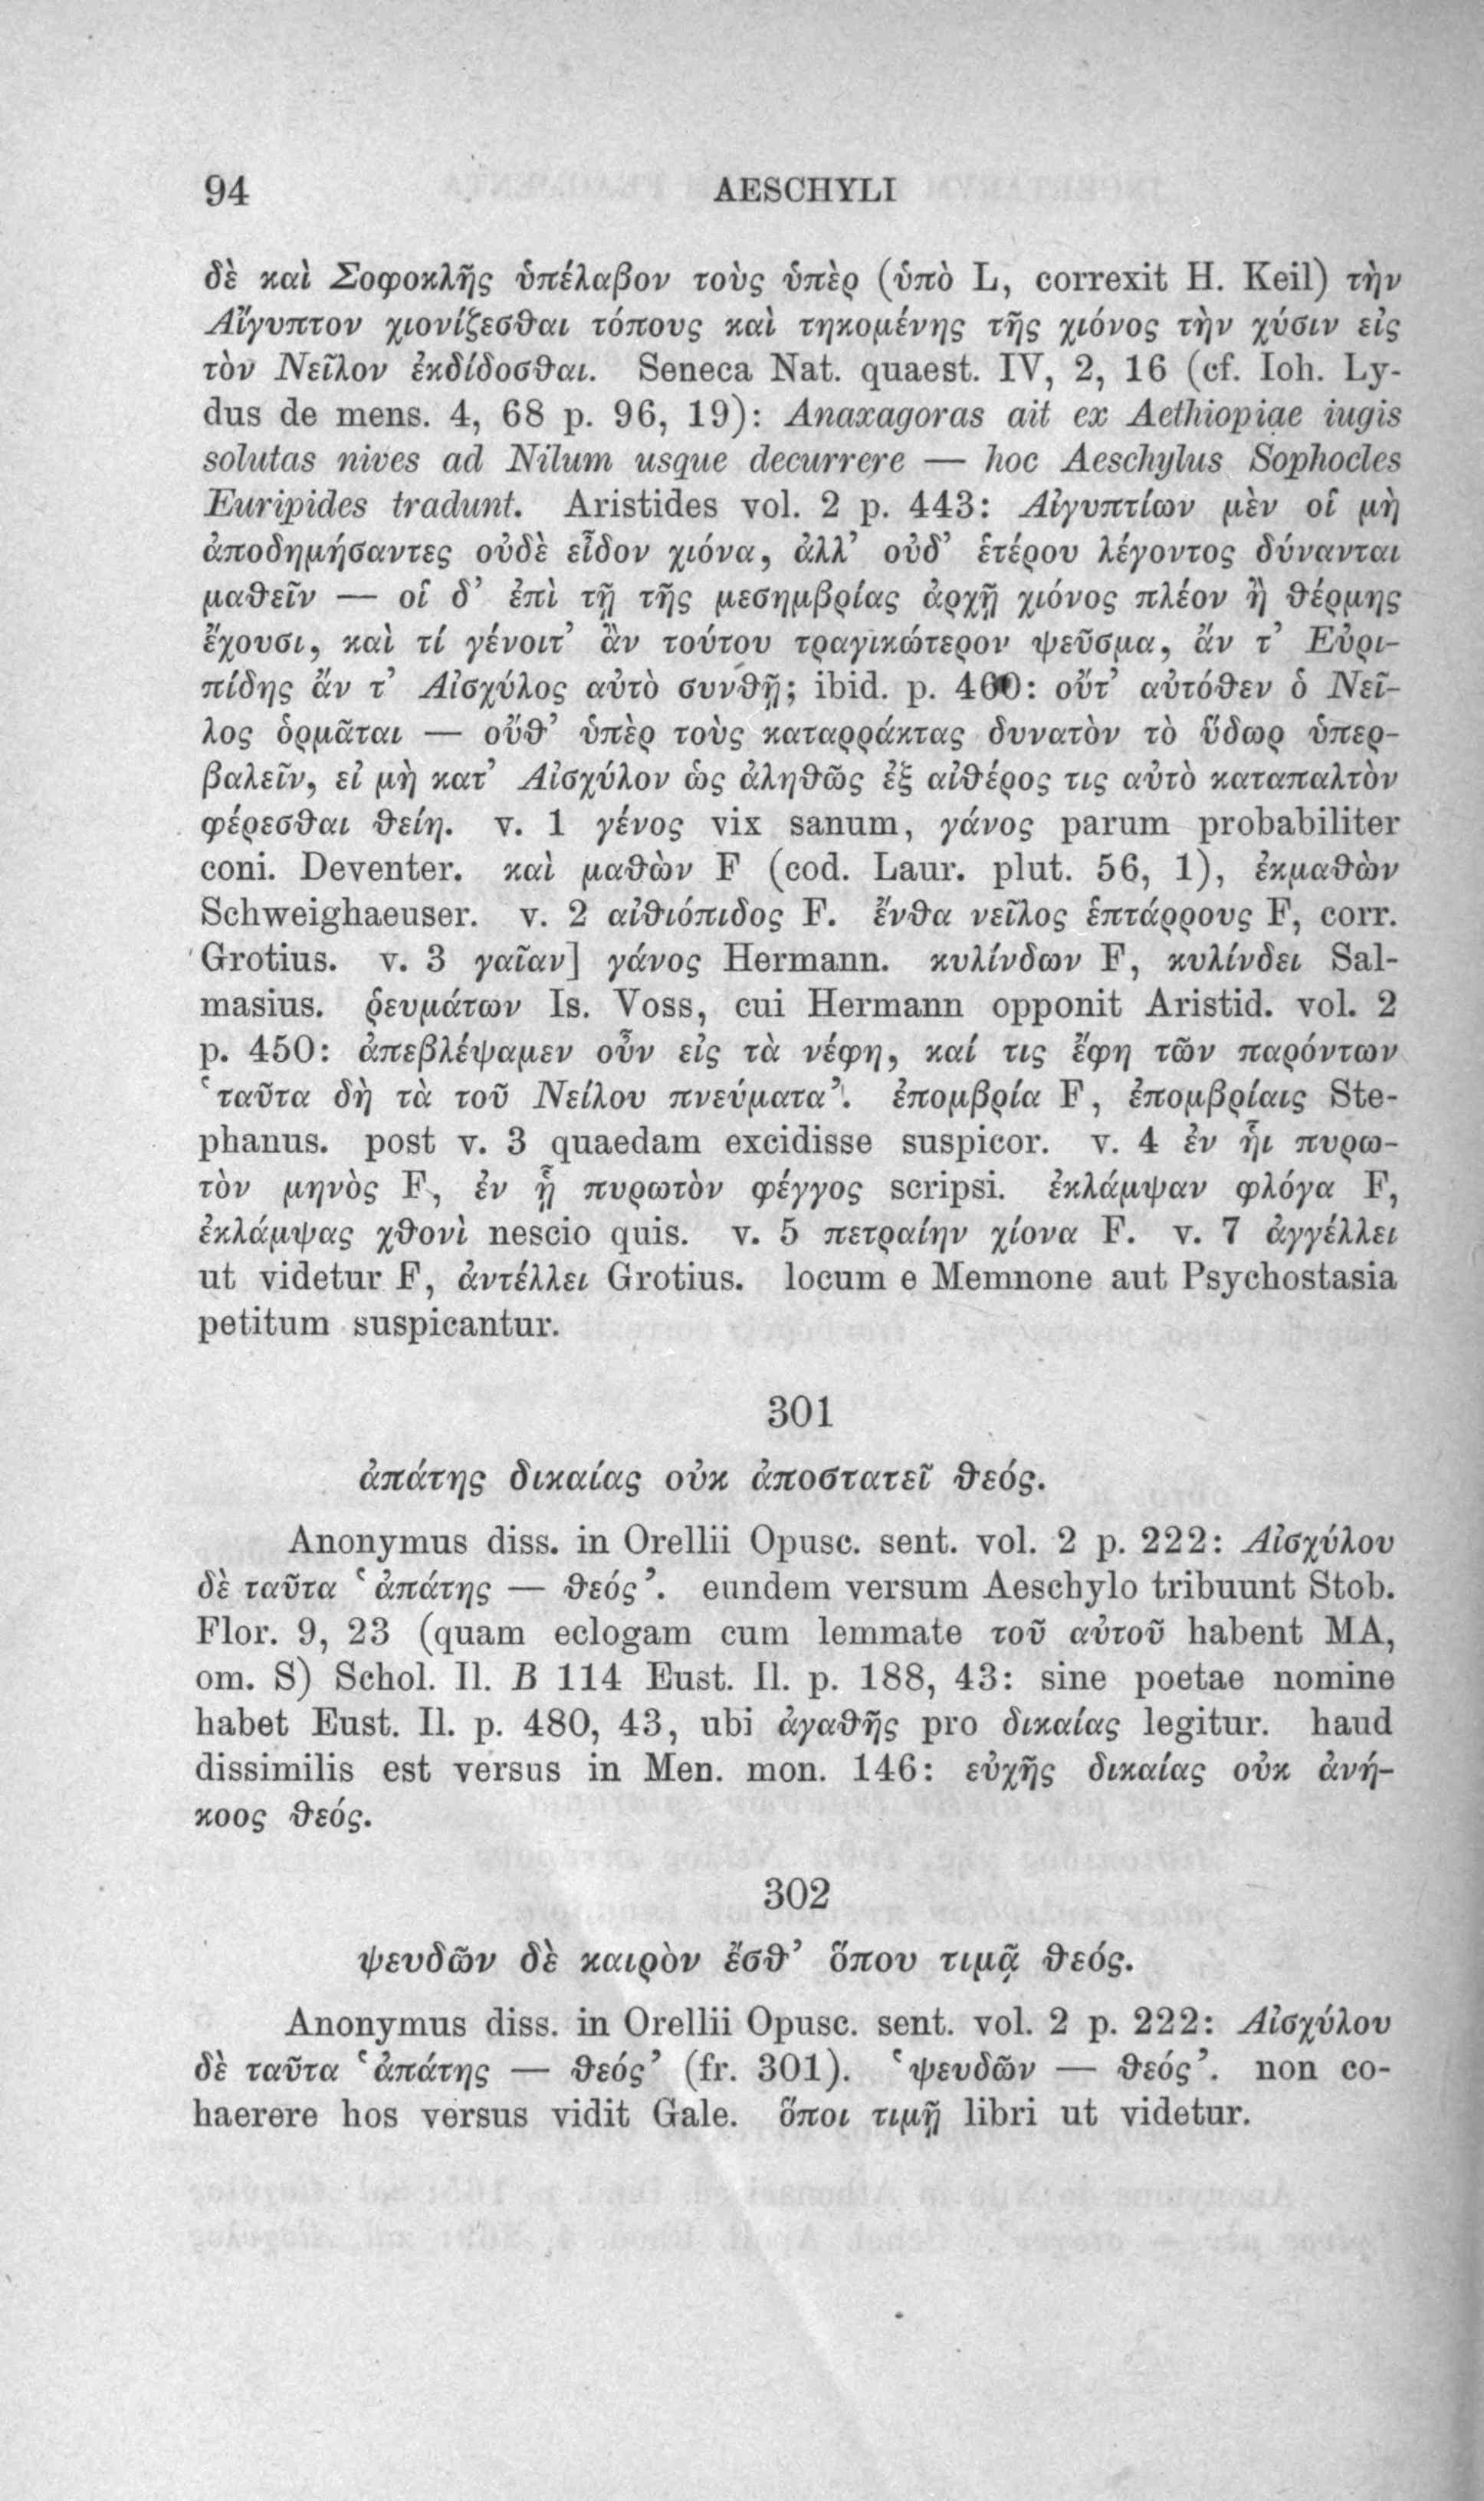 94 AESCHYLI
δὲ καὶ Σοφοκλῆς ὑπέλαβον τοὺς ὑπὲρ (ὑπὸ L, correxit H. Keil) τὴν
Αἴγυπτον χιονίζεσθαι τόπους καὶ τηκομένης τῆς χιόνος τὴν χύσιν εἰς
τὸν Νεῖλον ἐκδίδοσθαι. Seneca Nat. quaest. IV, 2, 16 (cf. Ioh. Ly-
dus de mens. 4, 68 p. 96, 19): Anaxagoras ait ex Aethiopiae iugis
solutas nives ad Nilum usque decurrere — hoc Aeschylus Sophocles
Euripides tradunt. Aristides vol. 2 p. 443: Αἰγυπτίων μὲν οἱ μὴ
ἀποδημήσαντες οὐδὲ εἶδον χιόνα, ἀλλ’ οὐδ’ ἑτέρου λέγοντος δύνανται
μαθεῖν — οἱ δ’ ἐπὶ τῇ τῆς μεσημβρίας ἀρχῇ χιόνος πλέον ἢ θέρμης
ἔχουσι, καὶ τί γένοιτ’ ἂν τούτου τραγικώτερον ψεῦσμα, ἄν τ’ Εὐρι-
πίδης ἄν τ’ Αἰσχύλος αὐτὸ συνθῇ; ibid. p. 460: οὔτ’ αὐτόθεν ὁ Νεῖ-
λος ὁρμᾶται — οὔθ’ ὑπὲρ τοὺς καταρράκτας δυνατὸν τὸ ὕδωρ ὑπερ-
βαλεῖν, εἰ μὴ κατ’ Αἰσχύλον ὡς ἀληθῶς ἐξ αἰθέρος τις αὐτὸ καταπαλτὸν
φέρεσθαι θείη. v. 1 γένος vix sanum, γάνος parum probabiliter
coni. Deventer. καὶ μαθὼν F (cod. Laur. plut. 56, 1), ἐκμαθὼν
Schweighaeuser. v. 2 αἰθιόπιδος F. ἔνθα νεῖλος ἑπτάρρους F, corr.
Grotius. v. 3 γαῖαν] γάνος Hermann. κυλίνδων F, κυλίνδει Sal-
masius. ῥευμάτων Is. Voss, cui Hermann opponit Aristid. vol. 2
p. 450: ἀπεβλέψαμεν οὖν εἰς τὰ νέφη, καί τις ἔφη τῶν παρόντων
‘ταῦτα δὴ τὰ τοῦ Νείλου πνεύματα’. ἐπομβρία F, ἐπομβρίαις Ste-
phanus. post v. 3 quaedam excidisse suspicor. v. 4 ἐν ἧι πυρω-
τὸν μηνὸς F, ἐν ᾗ πυρωτὸν φέγγος scripsi. ἐκλάμψαν φλόγα F,
ἐκλάμψας χθονὶ nescio quis. v. 5 πετραίην χίονα F. v. 7 ἀγγέλλει
ut videtur F, ἀντέλλει Grotius. locum e Memnone aut Psychostasia
petitum suspicantur.
301
ἀπάτης δικαίας οὐκ ἀποστατεῖ θεός.
Anonymus diss. in Orellii Opusc. sent. vol. 2 p. 222: Αἰσχύλου
δὲ ταῦτα ‘ἀπάτης — θεός’. eundem versum Aeschylo tribuunt Stob.
Flor. 9, 23 (quam eclogam cum lemmate τοῦ αὐτοῦ habent MA,
om. S) Schol. Il. B 114 Eust. Il. p. 188, 43: sine poetae nomine
habet Eust. Il. p. 480, 43, ubi ἀγαθῆς pro δικαίας legitur. haud
dissimilis est versus in Men. mon. 146: εὐχῆς δικαίας οὐκ ἀνή-
κοος θεός.
302
ψευδῶν δὲ καιρὸν ἔσθ’ ὅπου τιμᾷ θεός.
Anonymus diss. in Orellii Opusc. sent. vol. 2 p. 222: Αἰσχύλου
δὲ ταῦτα ‘ἀπάτης — θεός’ (fr. 301). ‘ψευδῶν — θεός’. non co-
haerere hos versus vidit Gale. ὅποι τιμῇ libri ut videtur.